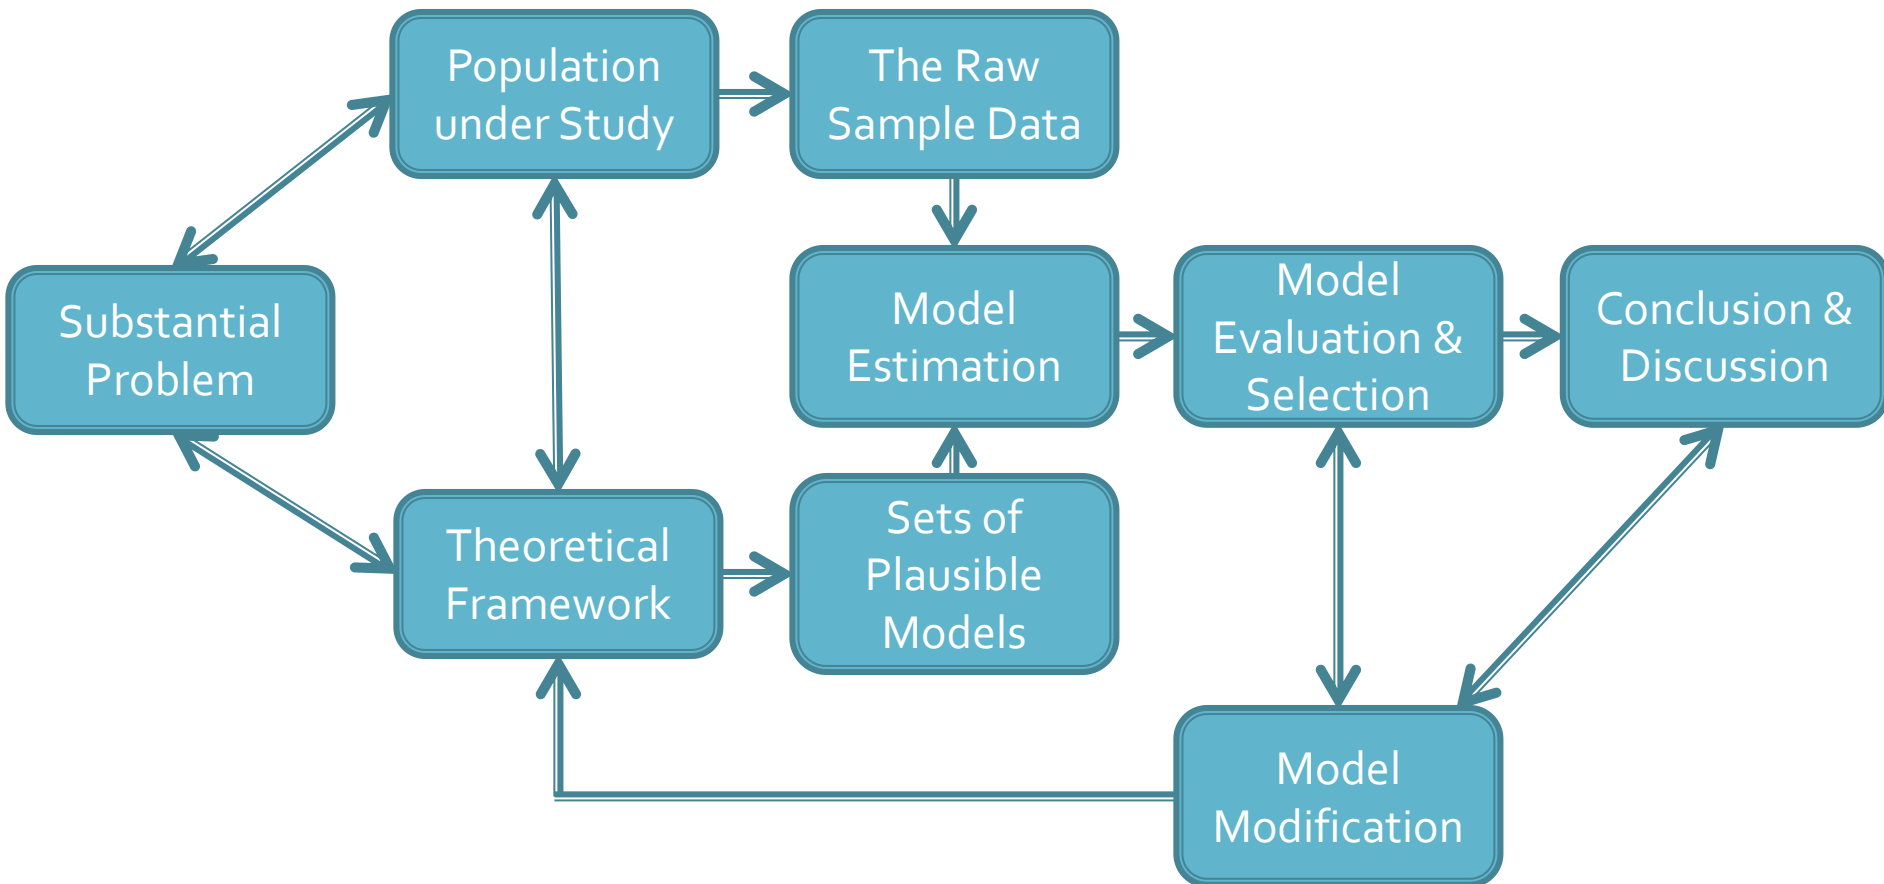 Population
under Study
The Raw
Sample Data
Substantial
Problem
Model
Estimation
Model
Evaluation &
Selection
Conclusion &
Discussion
Theoretical
Framework
Sets of
Plausible
Models
Model
Modification